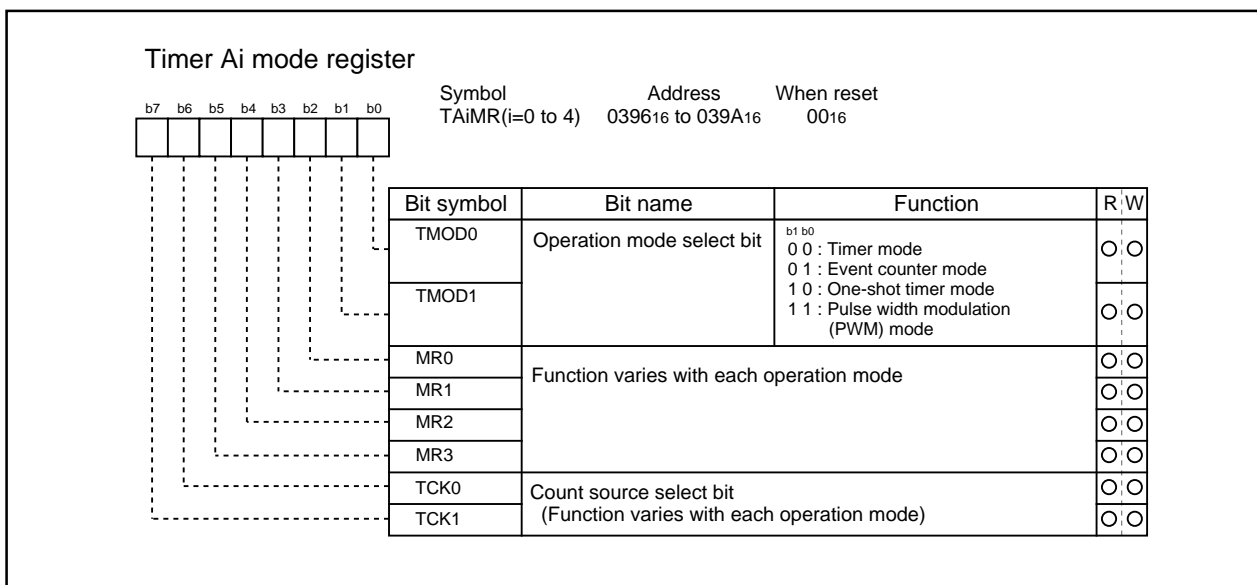 Timer Ai mode register
Symbol Address When reset
b7 b6 b5 b4 b3 b2 b1 b0
TAiMR(i=0 to 4) 039616 to 039A16 0016
Bit symbol Bit name Function R W
TMOD0 Operation mode select bit b1 b0
0 0 : Timer mode
0 1 : Event counter mode
TMOD1 1 0 : One-shot timer mode
1 1 : Pulse width modulation
(PWM) mode
MR0 Function varies with each operation mode
MR1
MR2
MR3
TCK0 Count source select bit
TCK1 (Function varies with each operation mode)